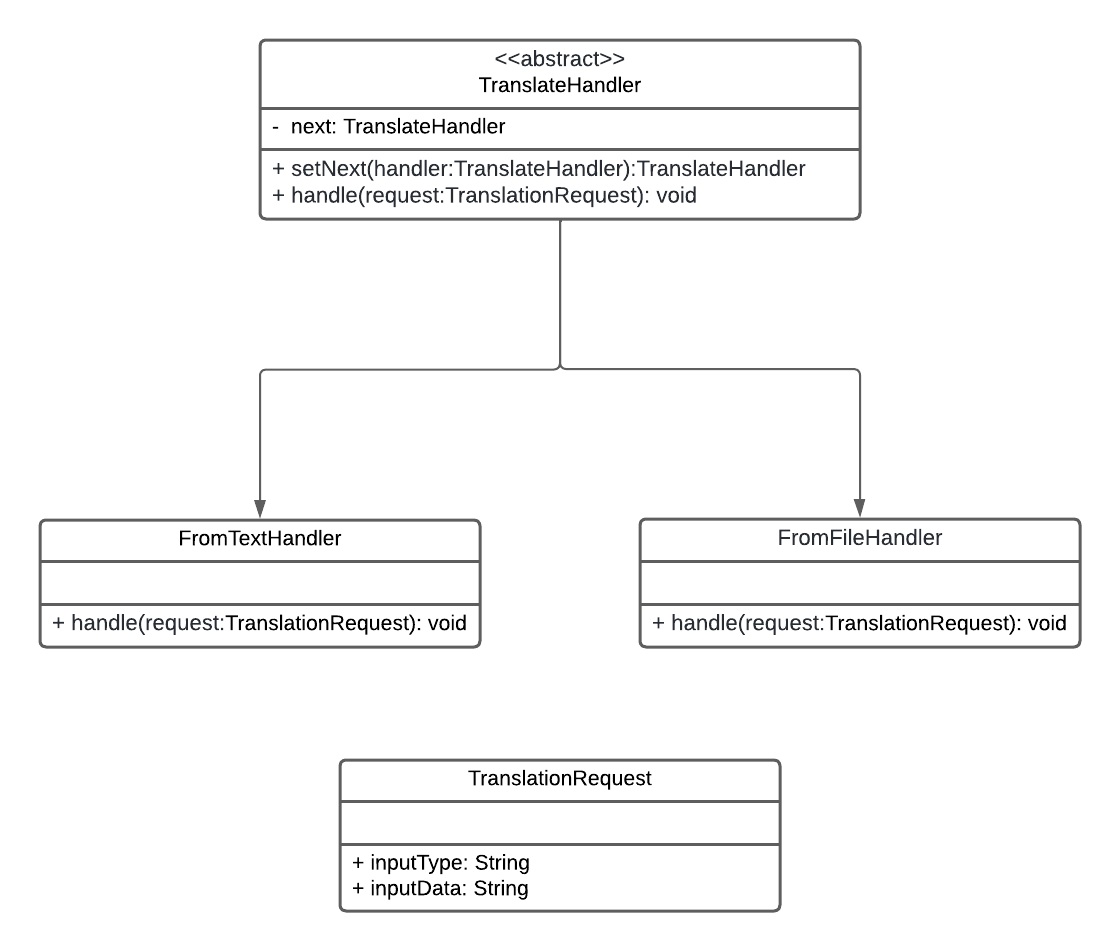 <<abstract>>
TranslateHandler
- next: TranslateHandler
+ setNext(handler:TranslateHandler):TranslateHandler
+ handle(request:TranslationRequest): void
FromTextHandler
+ handle(request:TranslationRequest): void
FromFileHandler
+ handle(request:TranslationRequest): void
TranslationRequest
+ inputType: String
+ inputData: String